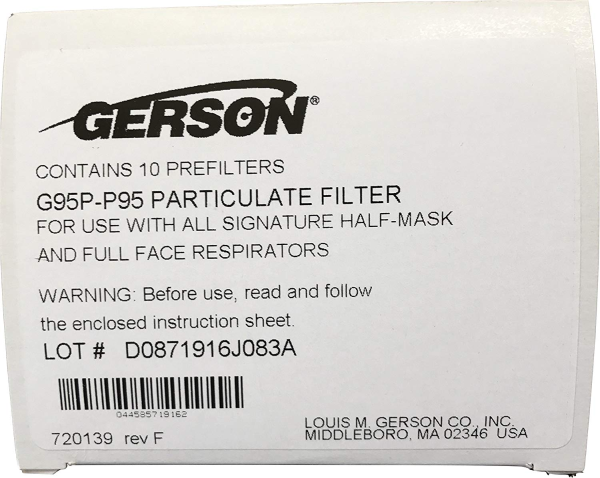 GERSON®
CONTAINS 10 PREFILTERS
G95P-P95 PARTICULATE FILTER
FOR USE WITH ALL SIGNATURE HALF-MASK
AND FULL FACE RESPIRATORS
WARNING: Before use, read and follow
the enclosed instruction sheet.
LOT # D0871916J083A
044585719162
720139 rev F
LOUIS M. GERSON CO., INC.
MIDDLEBORO, MA 02346 USA